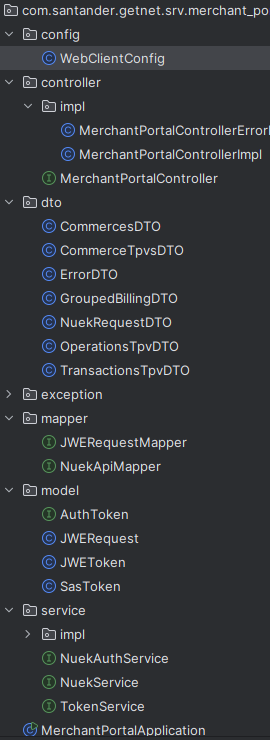 com.santander.getnet.srv.merchant_po
config
WebClientConfig
controller
impl
MerchantPortalControllerErrorI
MerchantPortalControllerImpl
MerchantPortalController
dto
CommercesDTO
CommerceTpvsDTO
ErrorDTO
GroupedBillingDTO
NuekRequestDTO
OperationsTpvDTO
TransactionsTpvDTO
exception
mapper
JWERequestMapper
NuekApiMapper
model
AuthToken
JWERequest
JWEToken
SasToken
service
impl
NuekAuthService
NuekService
TokenService
MerchantPortalApplication